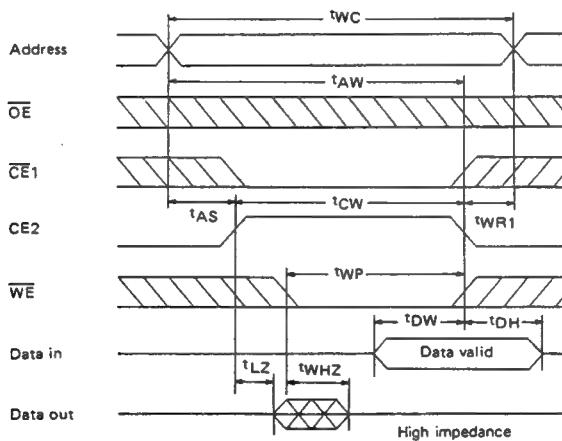 tWC
Address
tAW
OE
CE1
tAS tCW tWR1
CE2
tWP
WE
tDW tDH
Data in Data valid
tLZ tWHZ
Data out
High impedance